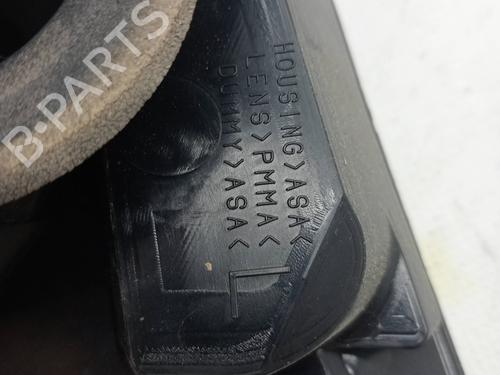 B-PARTS
HOUSING>ASA<
LENS>PMMA<
DUMMY>ASA<
L